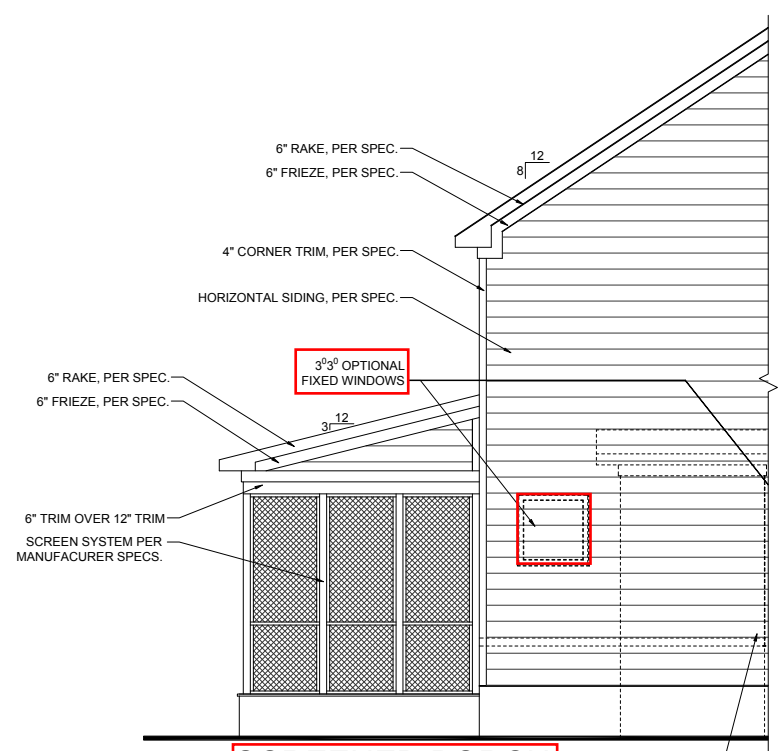 6" RAKE, PER SPEC.
12
8
6" FRIEZE, PER SPEC.
4" CORNER TRIM, PER SPEC.
HORIZONTAL SIDING, PER SPEC.
3⁰3⁰ OPTIONAL
FIXED WINDOWS
6" RAKE, PER SPEC.
6" FRIEZE, PER SPEC.
12
3
6" TRIM OVER 12" TRIM
SCREEN SYSTEM PER
MANUFACURER SPECS.